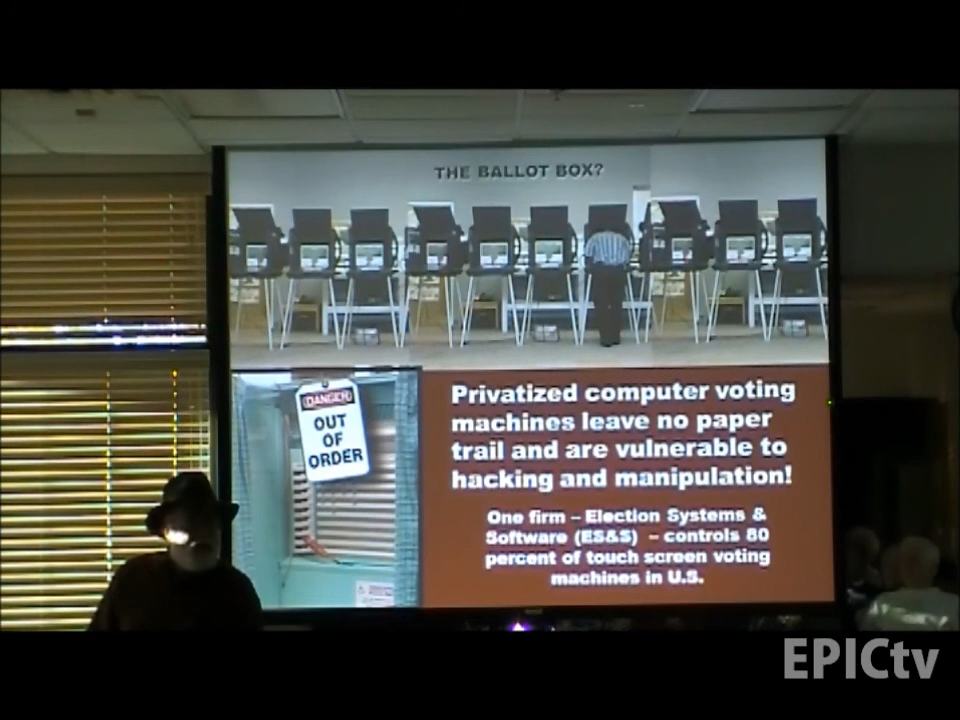 THE BALLOT BOX?
DANGER
OUT
OF
ORDER
Privatized computer voting
machines leave no paper
trail and are vulnerable to
hacking and manipulation!
One firm – Election Systems &
Software (ES&S) – controls 80
percent of touch screen voting
machines in U.S.
EPICtv